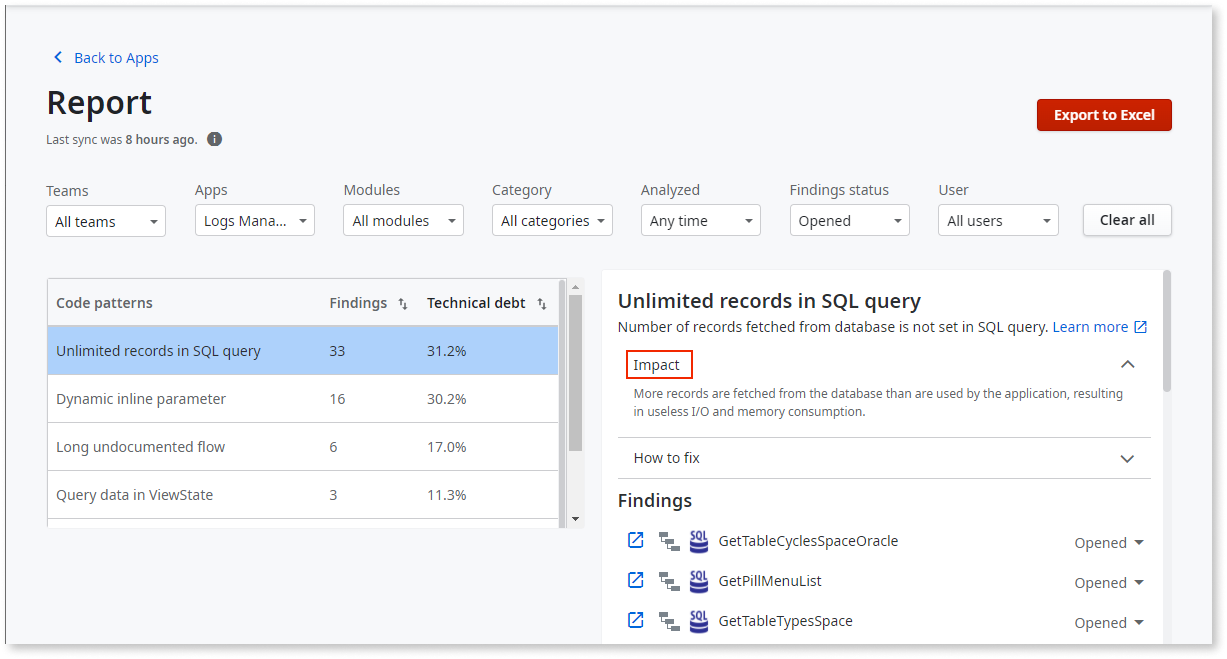 Back to Apps
Report
Export to Excel
Last sync was 8 hours ago.
Teams Apps Modules Category Analyzed Findings status User
All teams Logs Mana... All modules All categories Any time Opened All users Clear all
Code patterns Findings Technical debt
Unlimited records in SQL query 33 31.2%
Dynamic inline parameter 16 30.2%
Long undocumented flow 6 17.0%
Query data in ViewState 3 11.3%
Unlimited records in SQL query
Number of records fetched from database is not set in SQL query. Learn more
Impact
More records are fetched from the database than are used by the application, resulting
in useless I/O and memory consumption.
How to fix
Findings
SQL GetTableCyclesSpaceOracle Opened
SQL GetPillMenuList Opened
SQL GetTableTypesSpace Opened